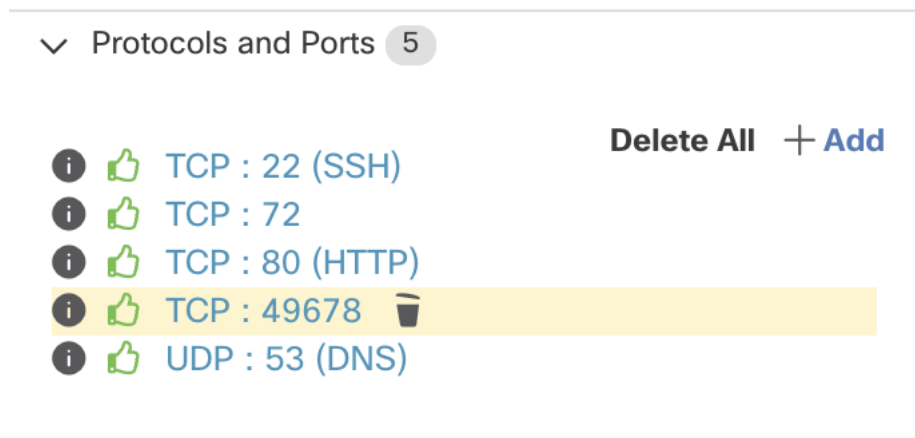 Protocols and Ports 5
Delete All + Add
TCP : 22 (SSH)
TCP : 72
TCP : 80 (HTTP)
TCP : 49678
UDP : 53 (DNS)